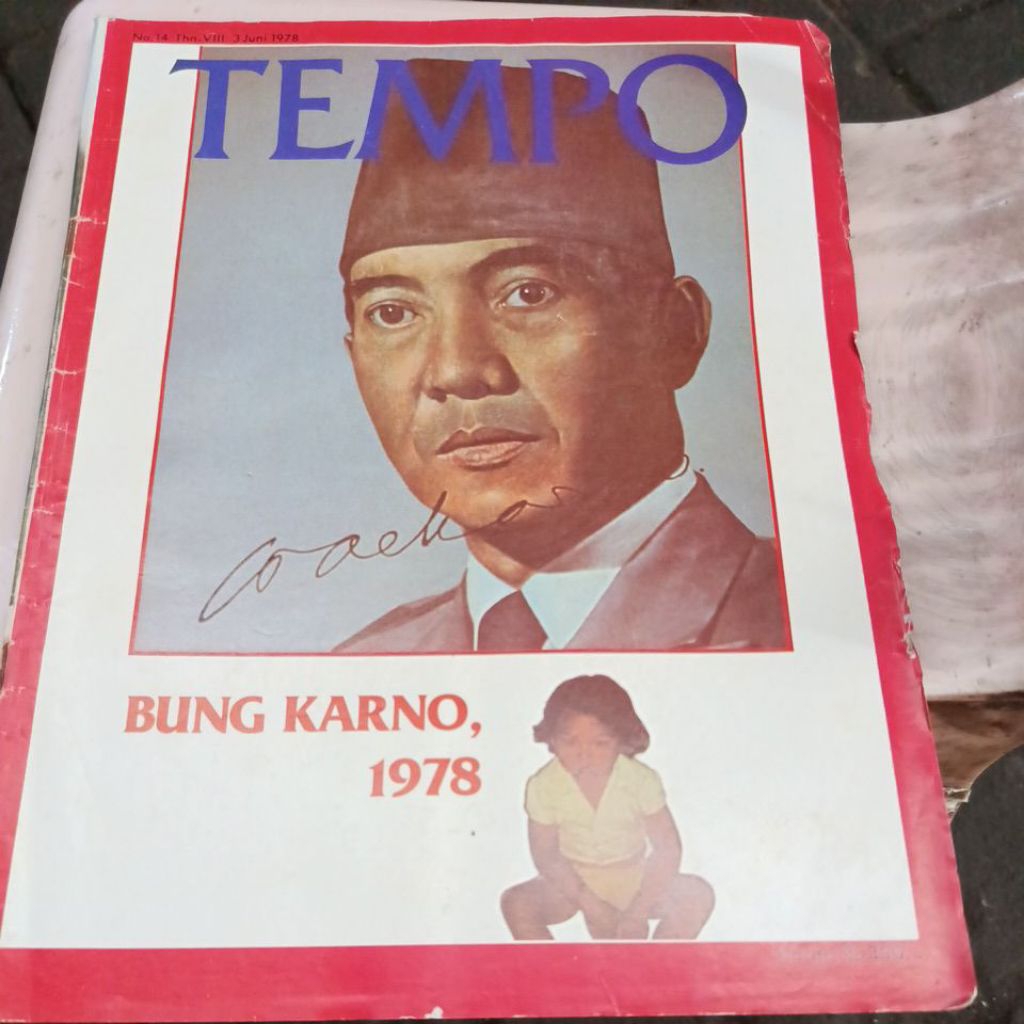 No. 14 Thn. VIII 3 Juni 1978
TEMPO
BUNG KARNO,
1978